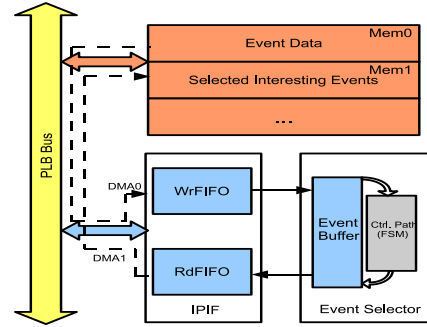 Mem0
Event Data
Mem1
Selected Interesting Events
...
PLB Bus
DMA0
WrFIFO
Event
Buffer
Ctrl. Path
(FSM)
DMA1
RdFIFO
IPIF
Event Selector